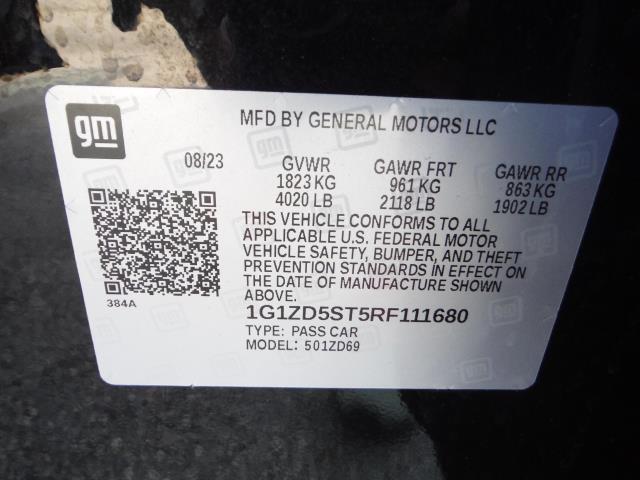 gm
MFD BY GENERAL MOTORS LLC
08/23 GVWR GAWR FRT GAWR RR
1823 KG 961 KG 863 KG
4020 LB 2118 LB 1902 LB
THIS VEHICLE CONFORMS TO ALL
APPLICABLE U.S. FEDERAL MOTOR
VEHICLE SAFETY, BUMPER, AND THEFT
PREVENTION STANDARDS IN EFFECT ON
THE DATE OF MANUFACTURE SHOWN
ABOVE.
384A
1G1ZD5ST5RF111680
TYPE: PASS CAR
MODEL: 501ZD69